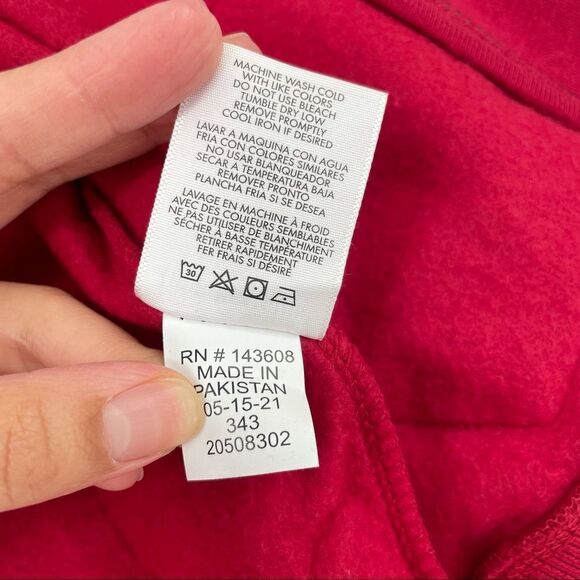 MACHINE WASH COLD
WITH LIKE COLORS
DO NOT USE BLEACH
TUMBLE DRY LOW
REMOVE PROMPTLY
COOL IRON IF DESIRED
LAVAR A MAQUINA CON AGUA
FRIA CON COLORES SIMILARES
NO USAR BLANQUEADOR
SECAR A TEMPERATURA BAJA
REMOVER PRONTO
PLANCHA FRIA SI SE DESEA
LAVAGE EN MACHINE À FROID
AVEC DES COULEURS SEMBLABLES
NE PAS UTILISER DE BLANCHIMENT
SÉCHER À BASSE TEMPÉRATURE
RETIRER RAPIDEMENT
FER FRAIS SI DÉSIRÉ
30
RN # 143608
MADE IN
PAKISTAN
05-15-21
343
20508302